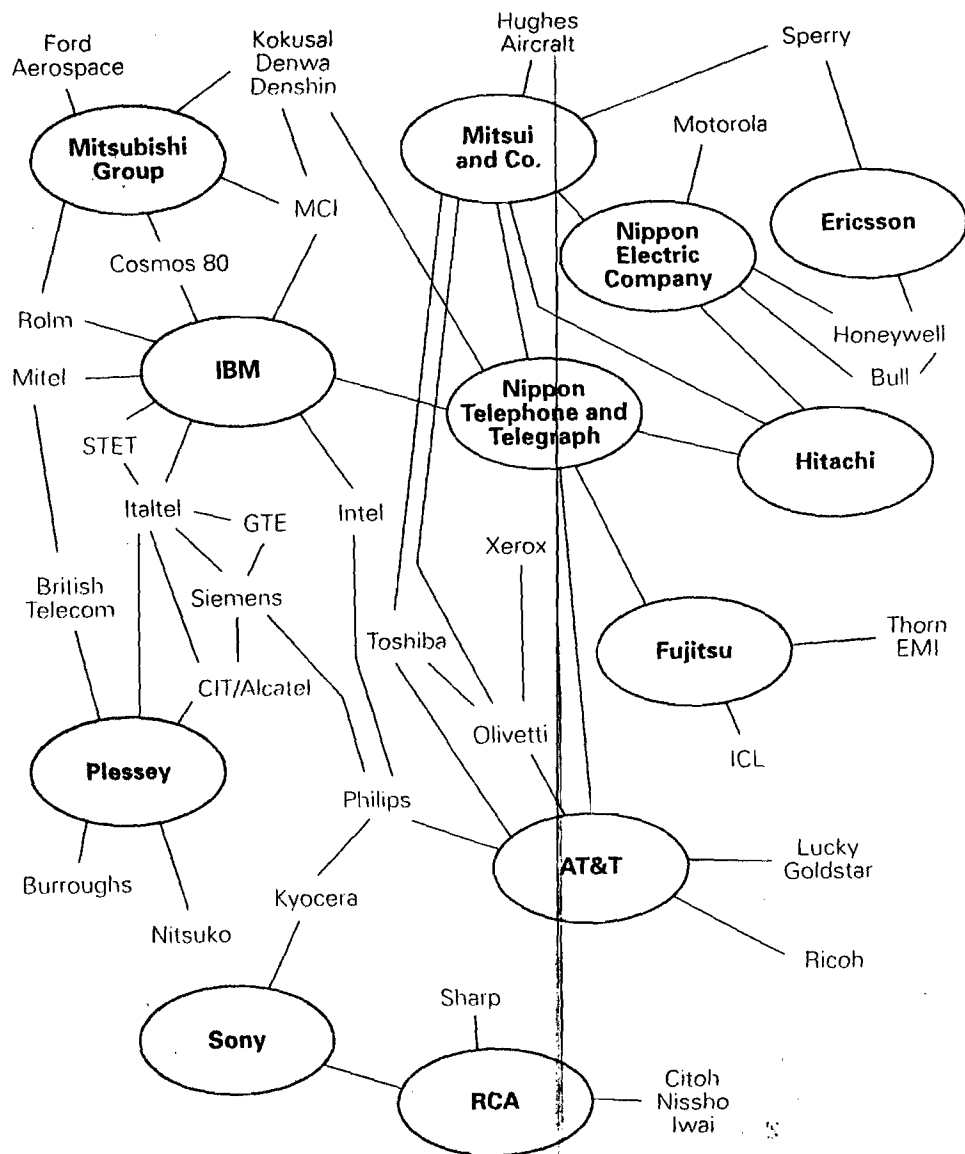 Hughes
Aircralt
Ford
Aerospace
Kokusal
Denwa
Denshin
Sperry
Mitsubishi
Group
Mitsui
and Co.
Motorola
MCI
Nippon
Electric
Company
Ericsson
Cosmos 80
Rolm
Honeywell
IBM
Mitel
Bull
Nippon
Telephone and
Telegraph
STET
Hitachi
Italtel
GTE
Intel
Xerox
British
Telecom
Siemens
Toshiba
Fujitsu
Thorn
EMI
CIT/Alcatel
Olivetti
ICL
Plessey
Philips
AT&T
Lucky
Goldstar
Burroughs
Kyocera
Nitsuko
Ricoh
Sharp
Sony
RCA
Citoh
Nissho
Iwai